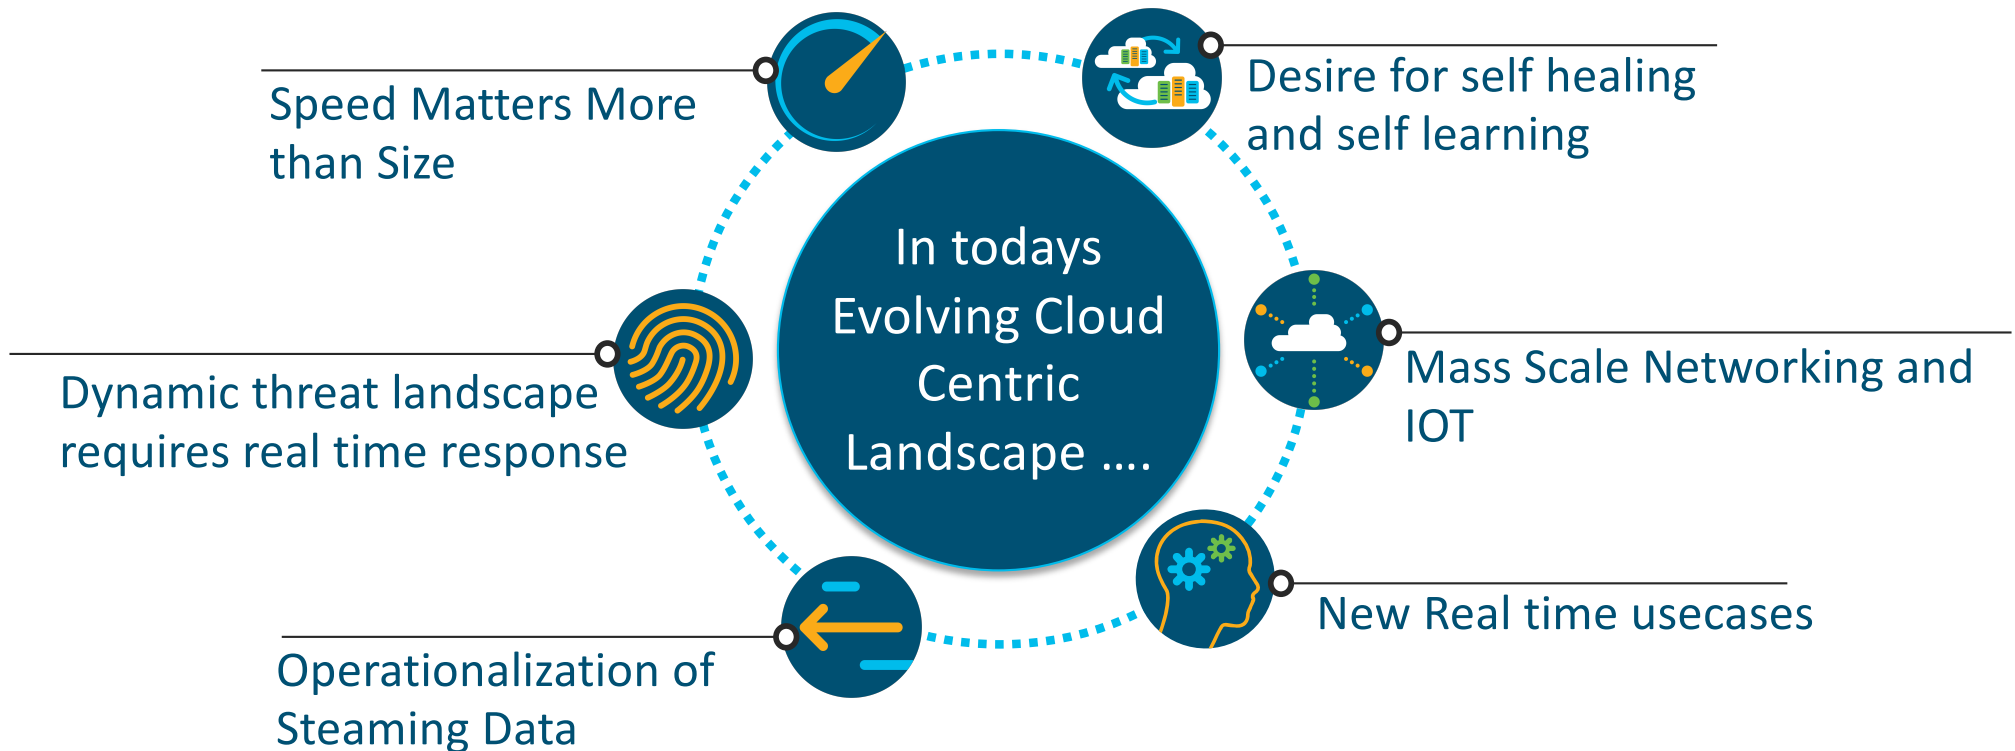 Speed Matters More
than Size
Desire for self healing
and self learning
In todays
Evolving Cloud
Centric
Landscape ....
Dynamic threat landscape
requires real time response
Mass Scale Networking and
IOT
New Real time usecases
Operationalization of
Steaming Data